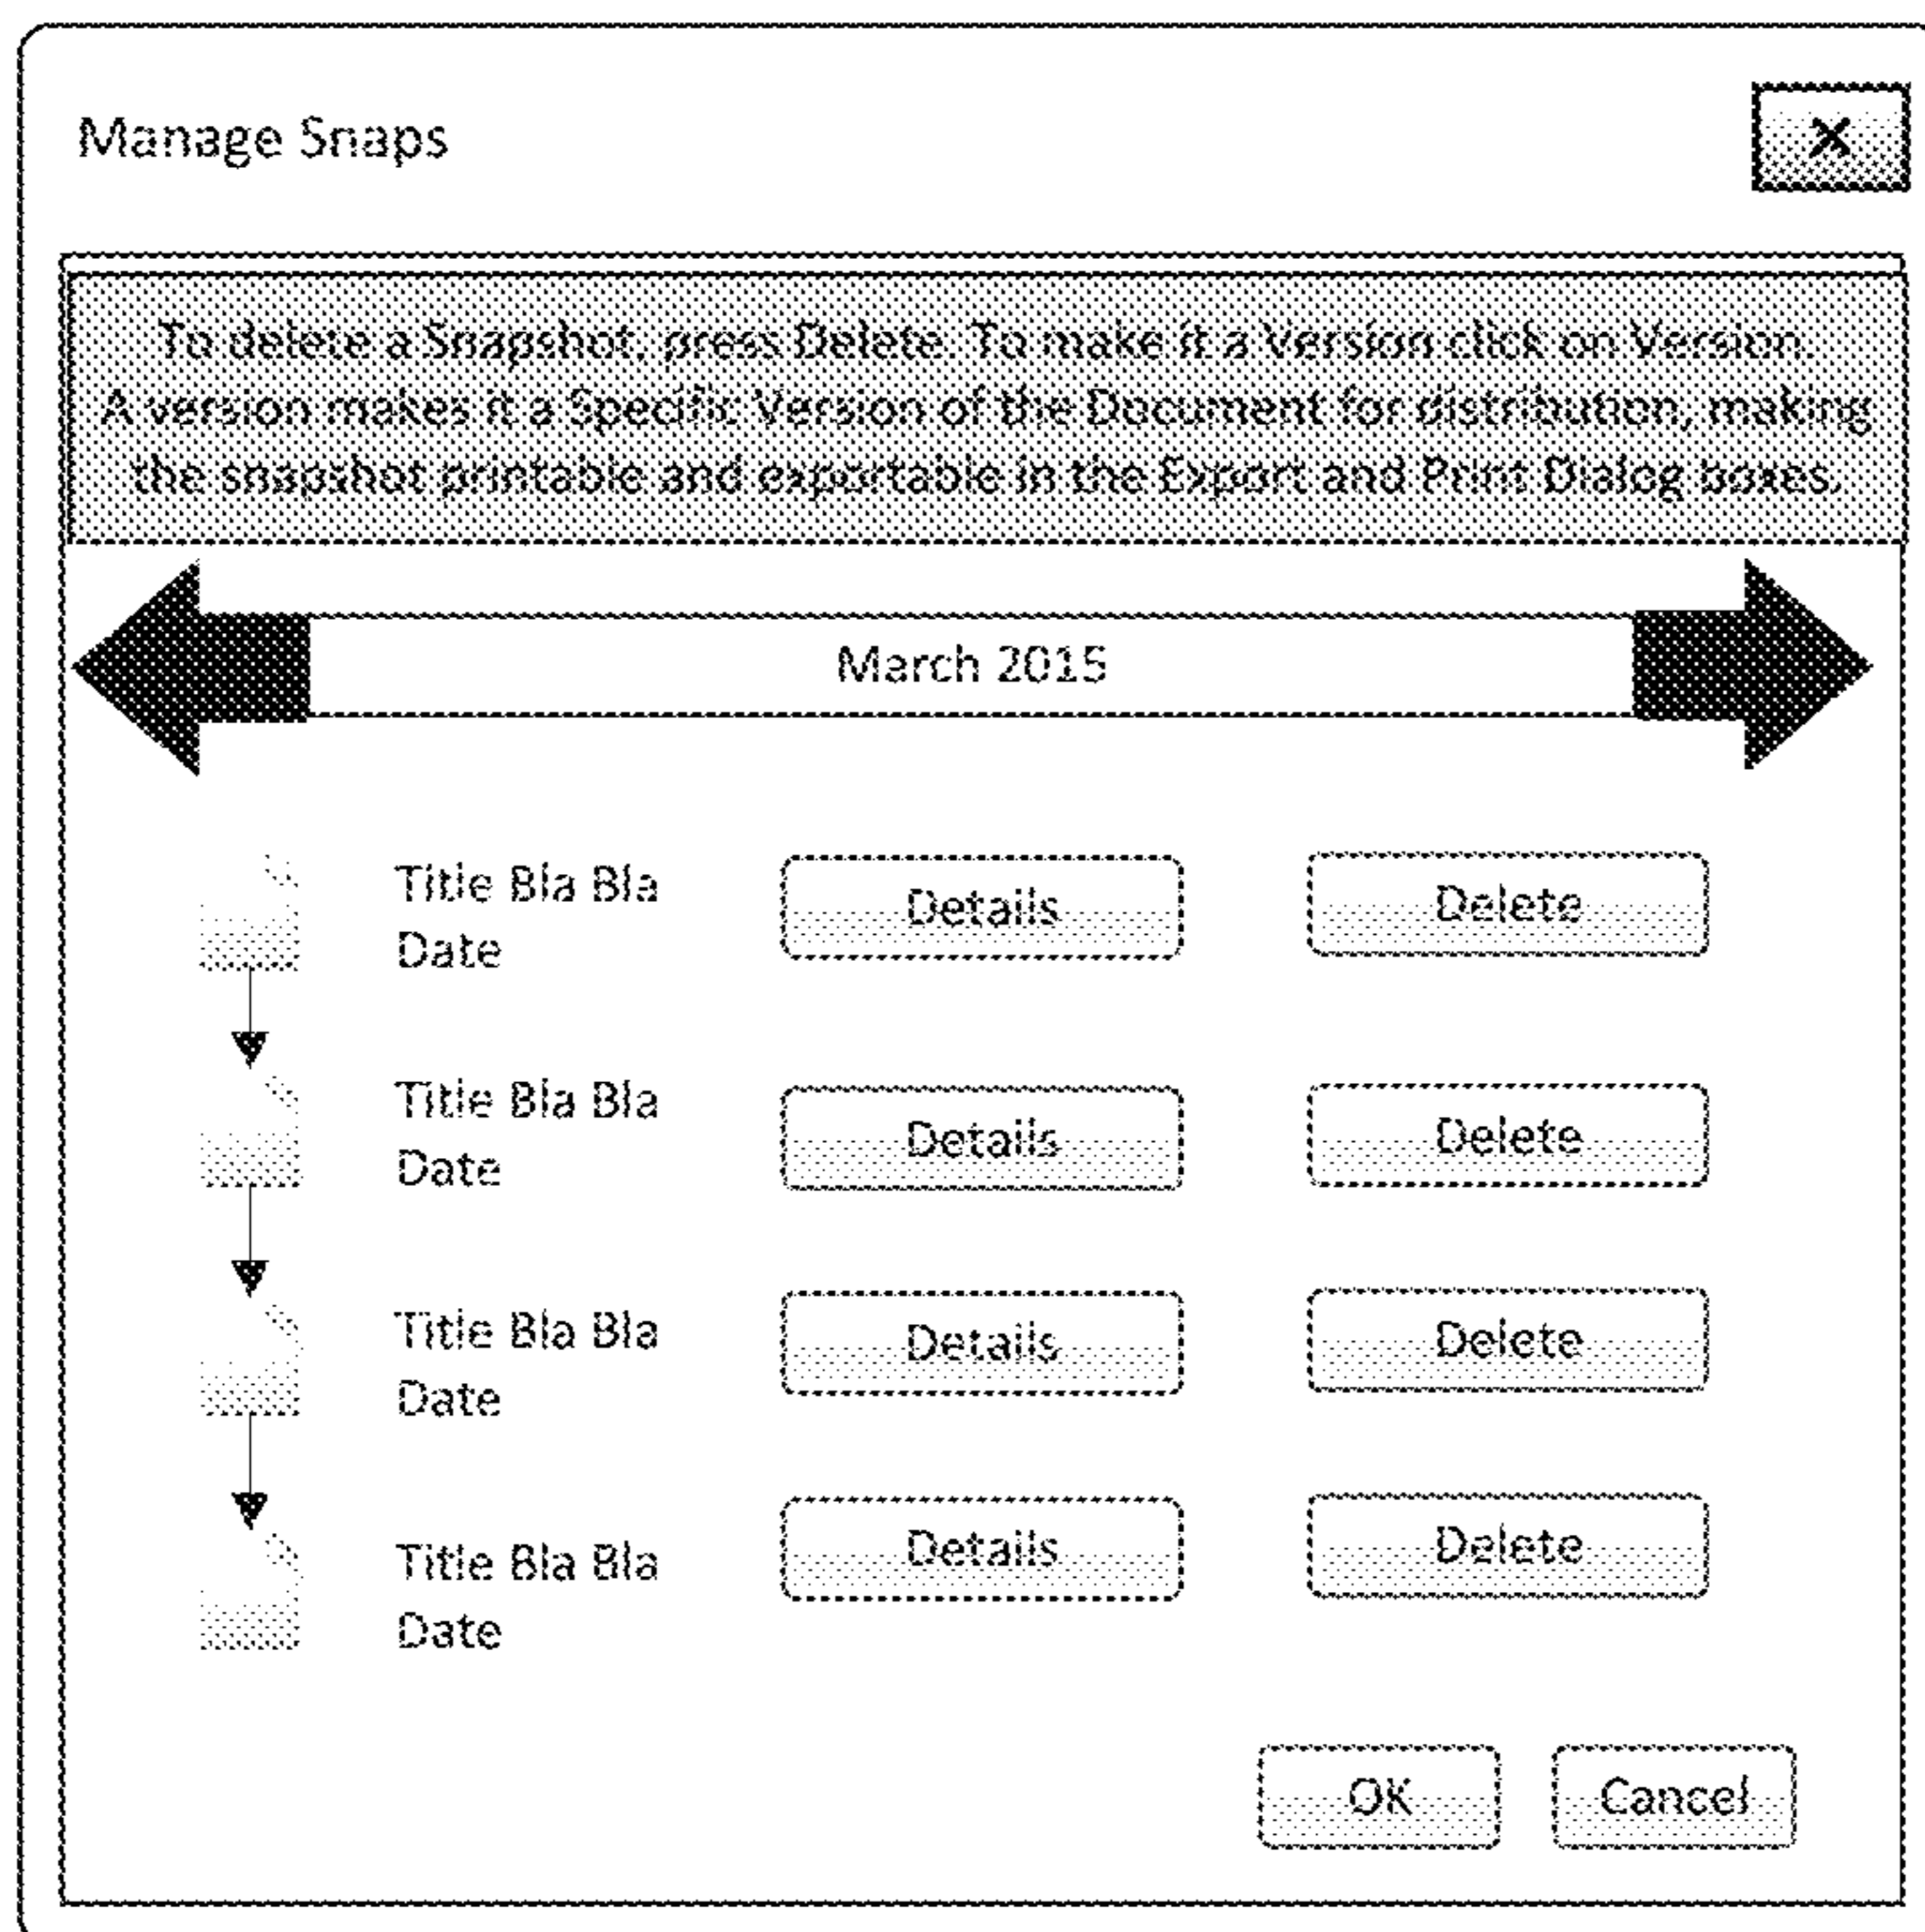 Manage Snaps
X
To delete a Snapshot, press Delete. To make it a Version click on Version.
A version makes it a Specific Version of the Document for distribution, making
the snapshot printable and exportable in the Export and Print Dialog boxes.
March 2015
Title Bla Bla
Date
Details
Delete
Title Bla Bla
Date
Details
Delete
Title Bla Bla
Date
Details
Delete
Title Bla Bla
Date
Details
Delete
OK
Cancel